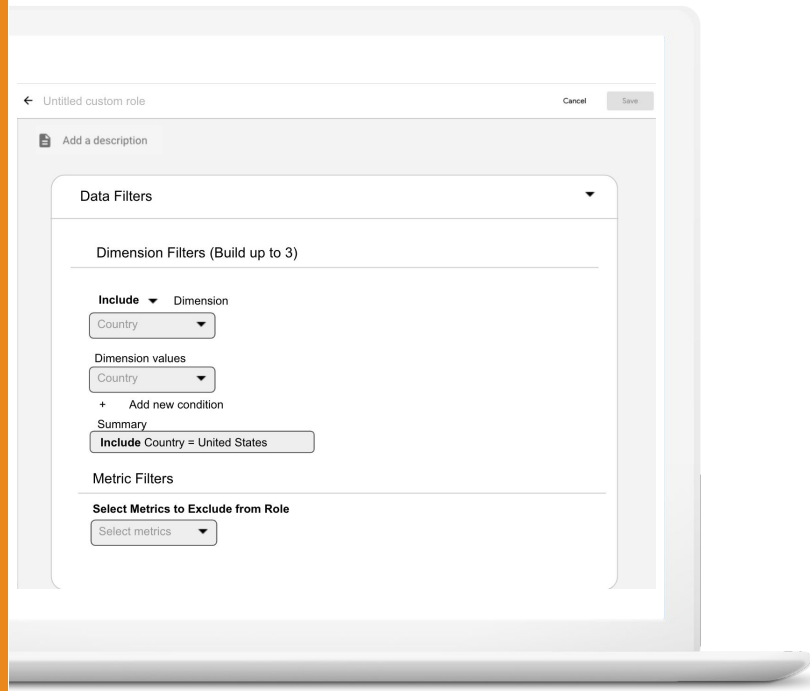 ← Untitled custom role Cancel Save
Add a description
Data Filters
Dimension Filters (Build up to 3)
Include Dimension
Country
Dimension values
Country
+ Add new condition
Summary
Include Country = United States
Metric Filters
Select Metrics to Exclude from Role
Select metrics